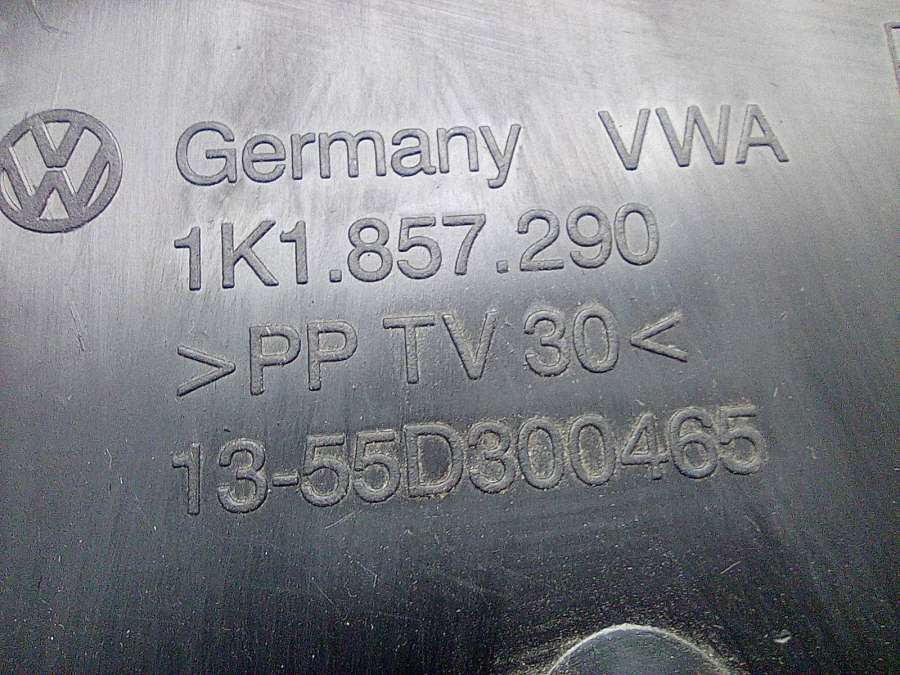 Germany VWA
1K1.857.290
>PP TV 30<
13-55D300465